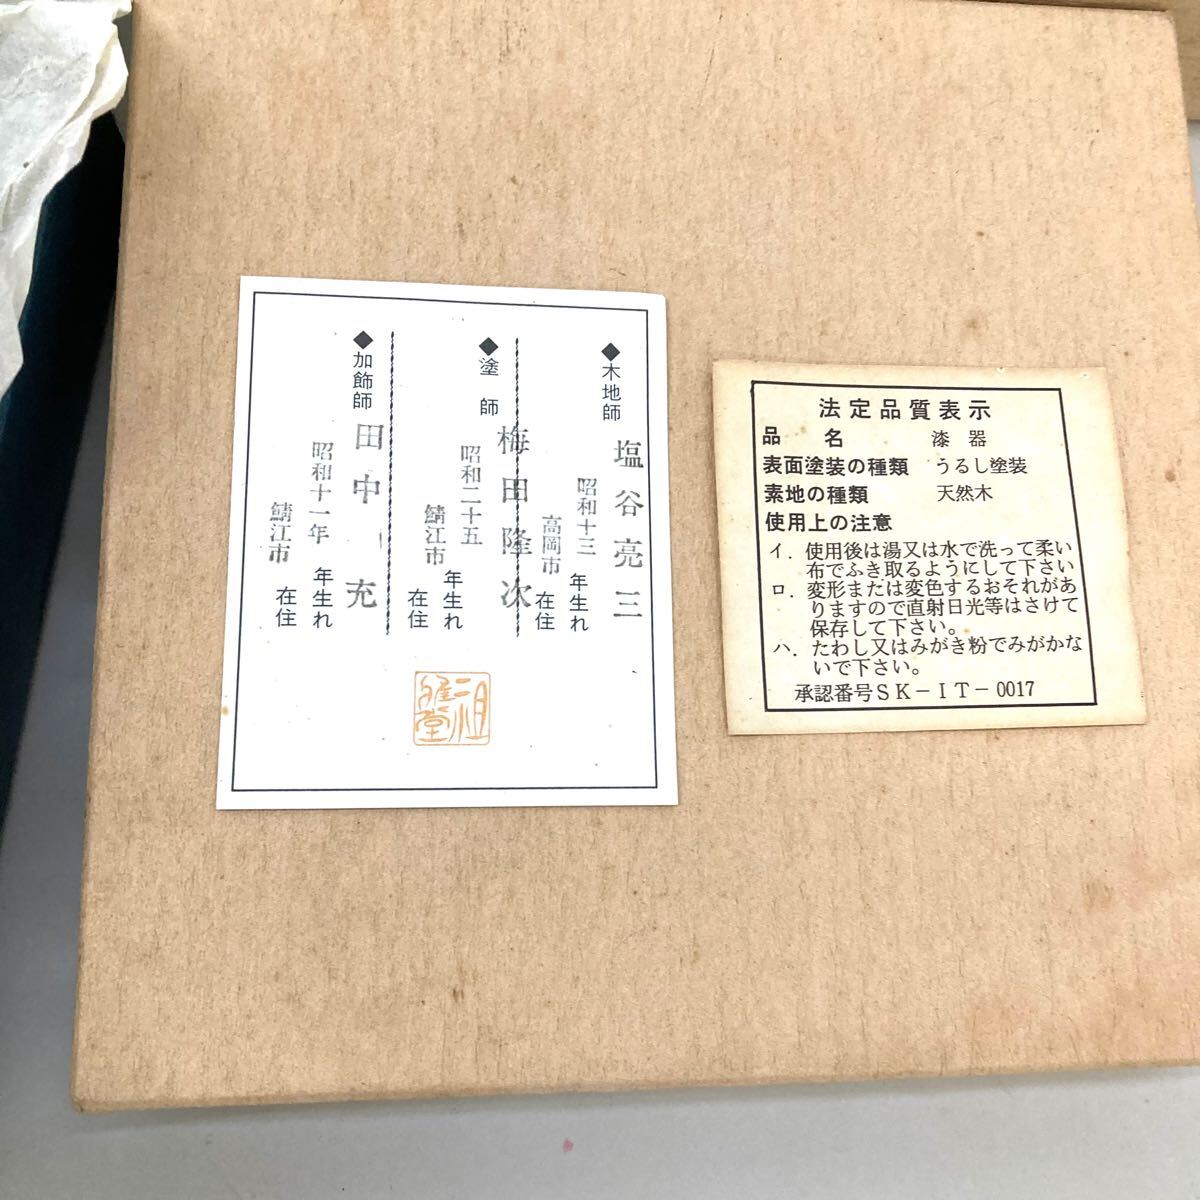 ◆木地師
塩谷亮三
昭和十三年生れ
高岡市在住
◆塗師
梅田隆次
昭和二十五年生れ
鯖江市在住
◆加飾師
田中充
昭和十一年年生れ
鯖江市在住
法定品質表示
品名 漆器
表面塗装の種類 うるし塗装
素地の種類 天然木
使用上の注意
イ．使用後は湯又は水で洗って柔い
布でふき取るようにして下さい
ロ．変形または変色するおそれがあ
りますので直射日光等はさけて
保存して下さい。
ハ．たわし又はみがき粉でみがかな
いで下さい。
承認番号SK－IT－0017